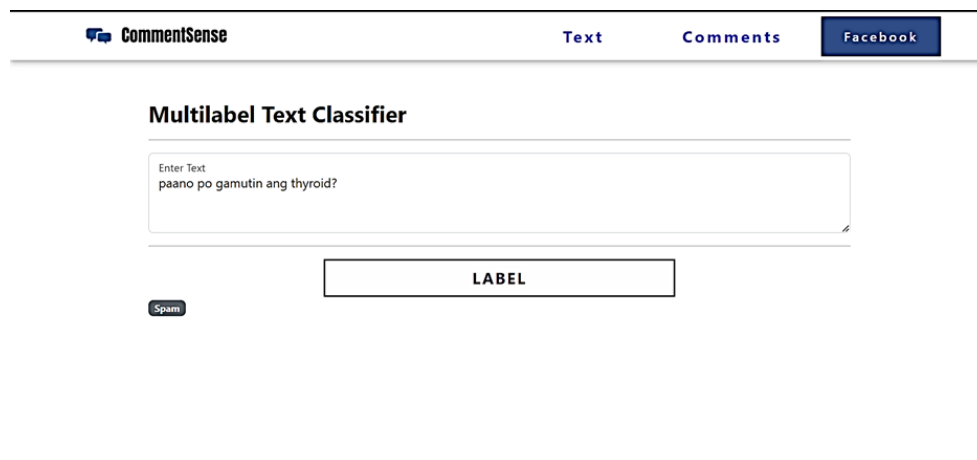 CommentSense
Text
Comments
Facebook
Multilabel Text Classifier
Enter Text
paano po gamutin ang thyroid?
LABEL
Spam